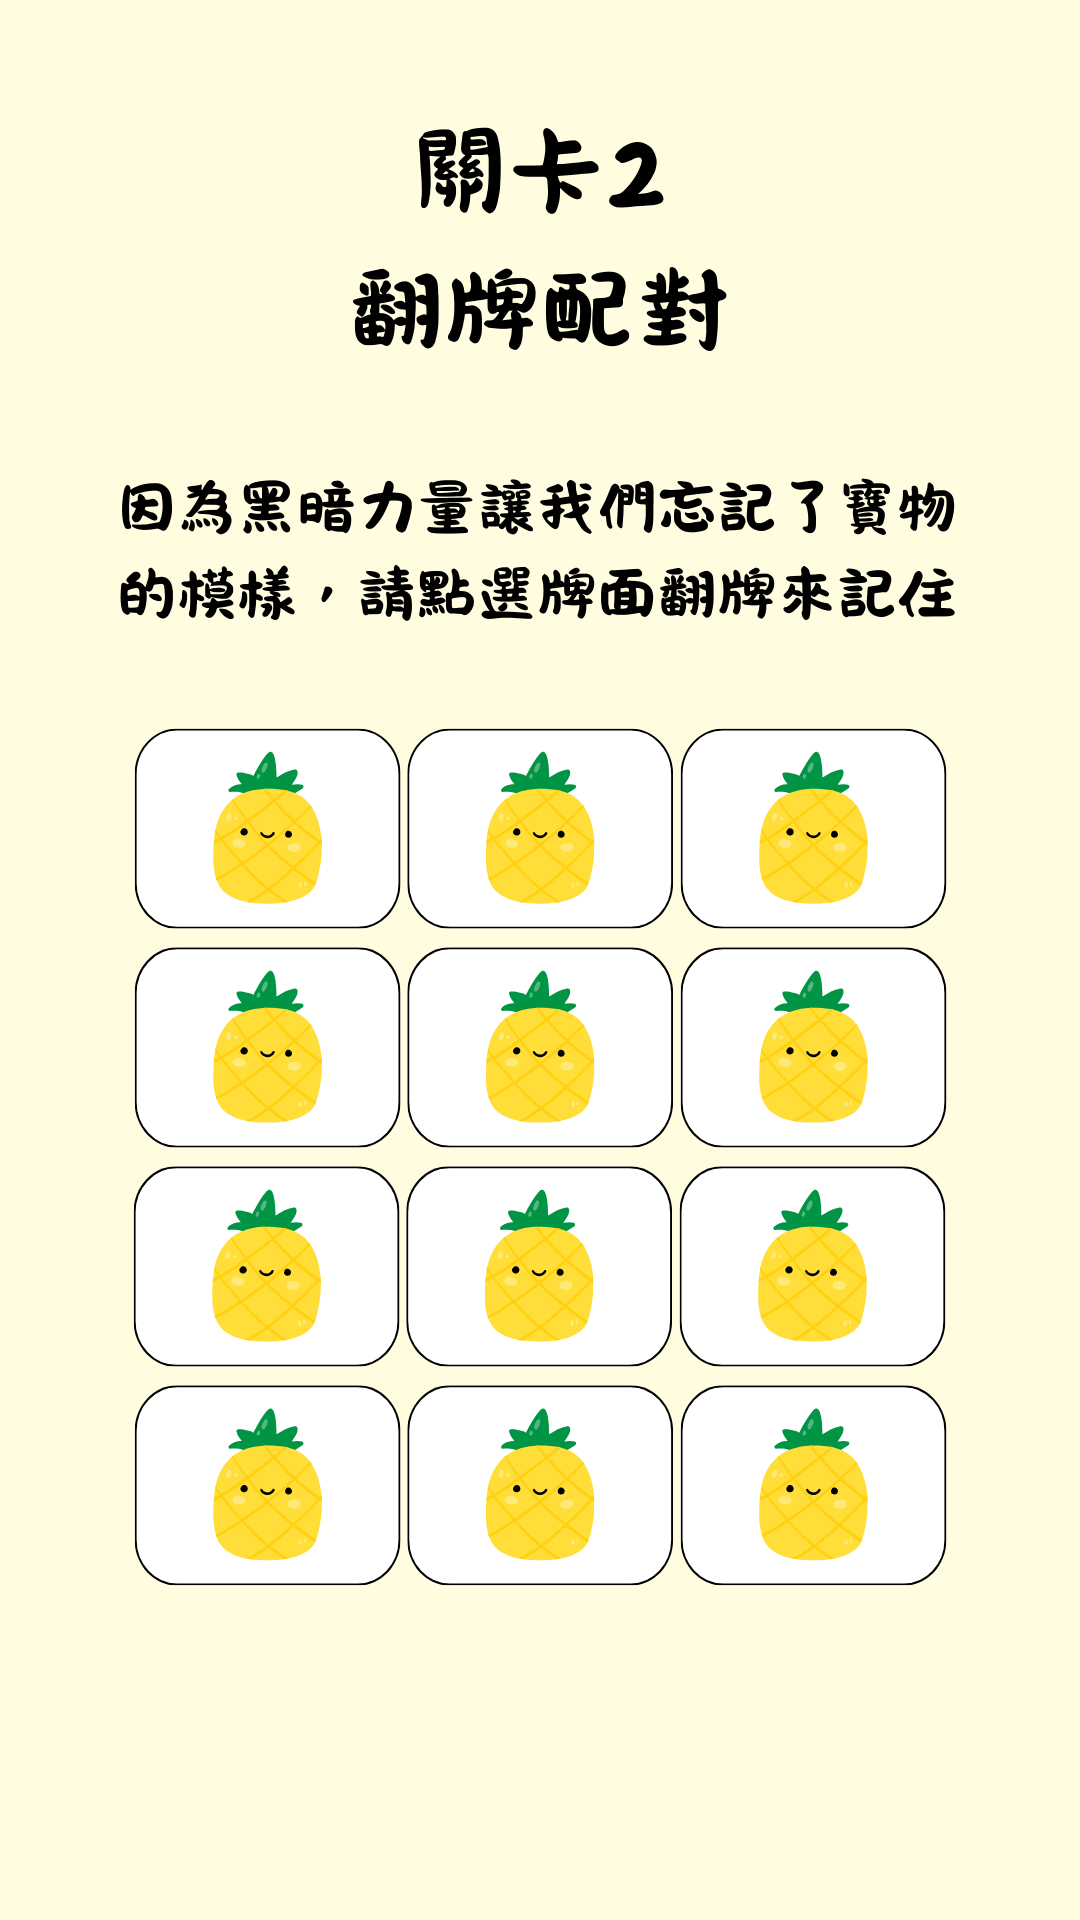 關卡2
翻牌配對
因為黑暗力量讓我們忘記了寶物
的模樣，請點選牌面翻牌來記住